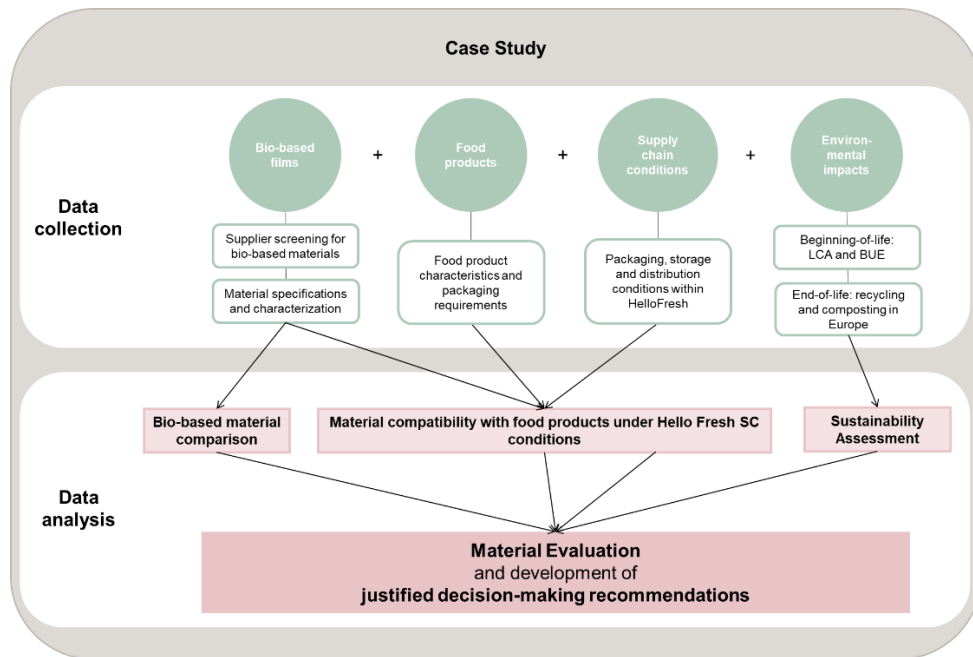 Case Study
Data
collection
Bio-based
films
+
Food
products
+
Supply
chain
conditions
+
Environ-
mental
impacts
Supplier screening for
bio-based materials
Material specifications
and characterization
Food product
characteristics and
packaging
requirements
Packaging, storage
and distribution
conditions within
HelloFresh
Beginning-of-life:
LCA and BUE
End-of-life: recycling
and composting in
Europe
Data
analysis
Bio-based material
comparison
Material compatibility with food products under Hello Fresh SC
conditions
Sustainability
Assessment
Material Evaluation
and development of
justified decision-making recommendations